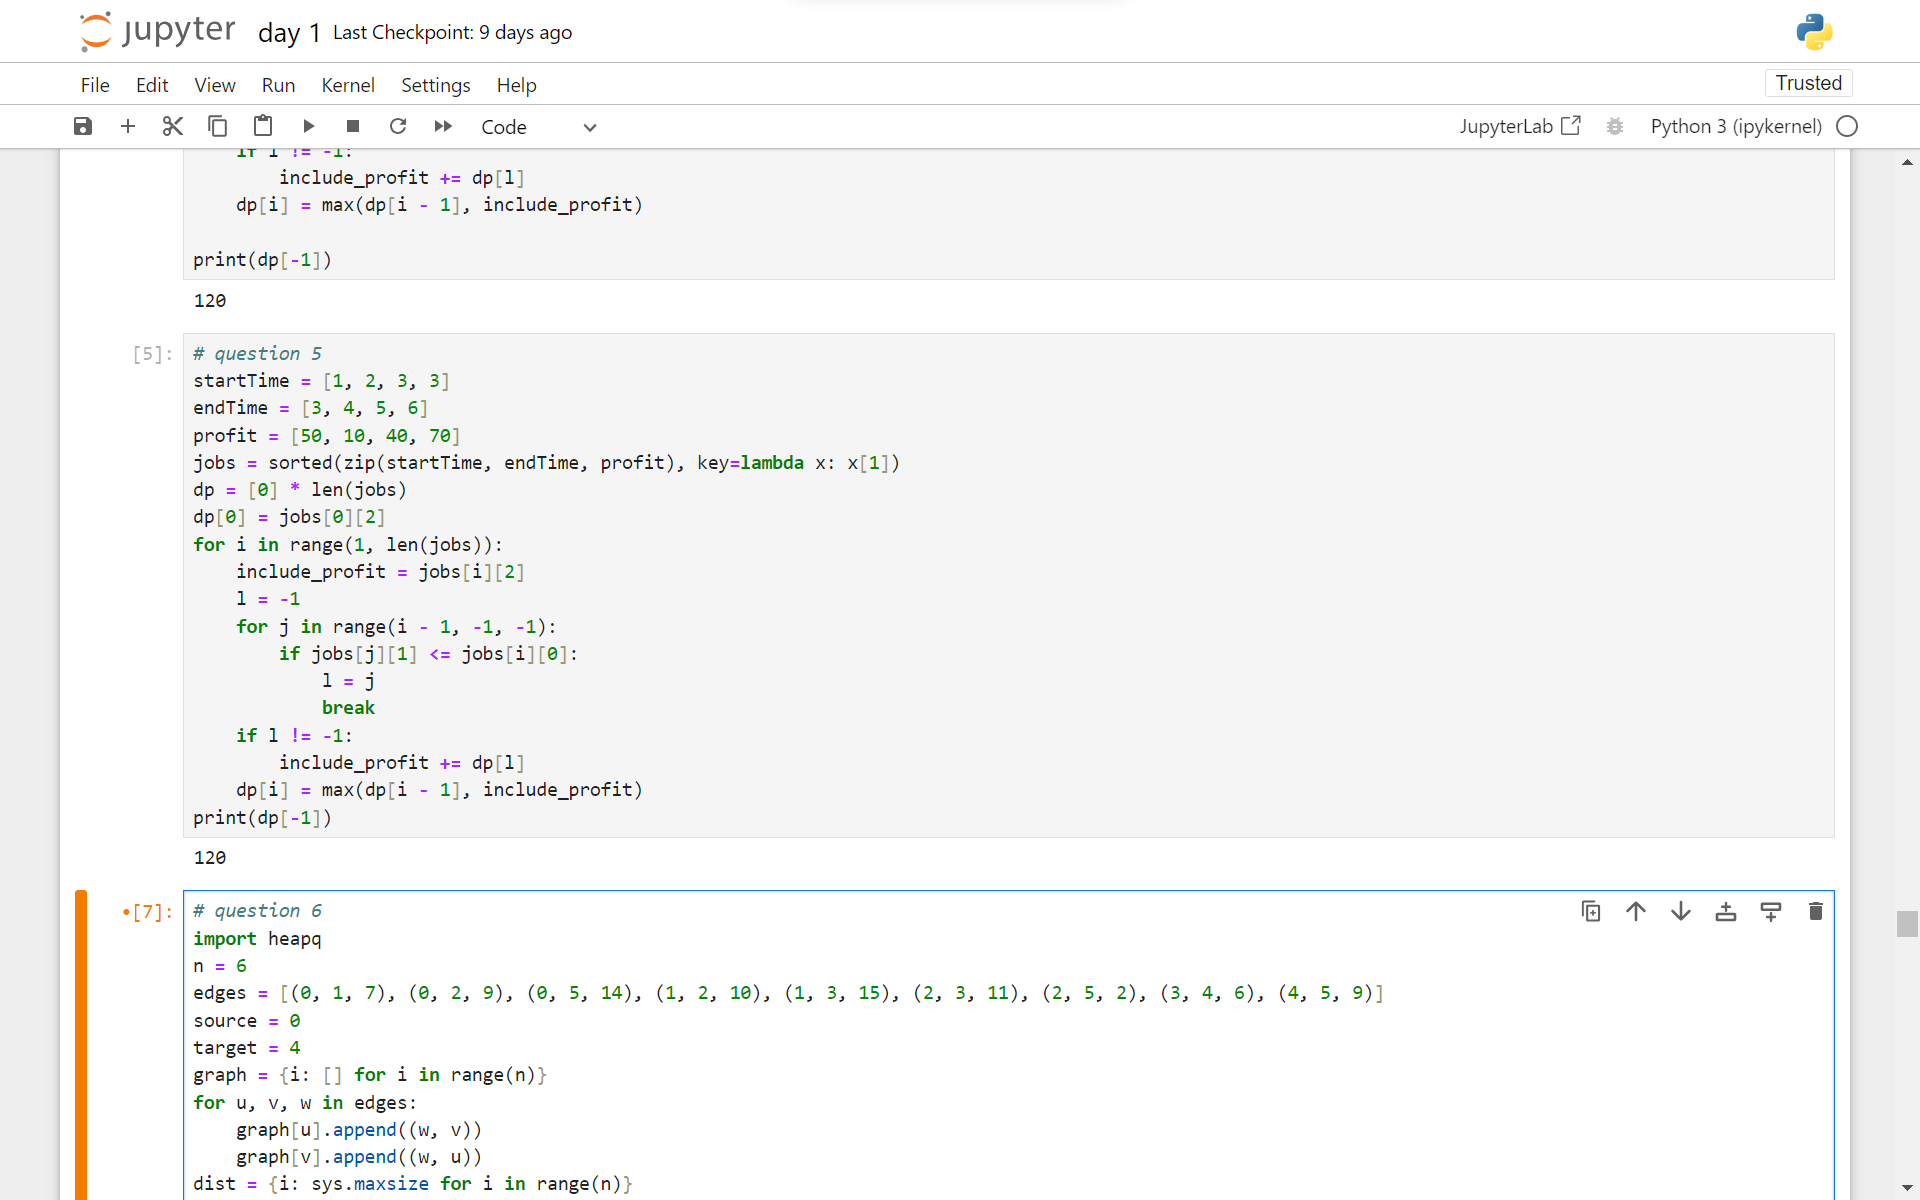 jupyter day 1 Last Checkpoint: 9 days ago
File Edit View Run Kernel Settings Help Trusted
Code JupyterLab Python 3 (ipykernel)
    if l != -1:
        include_profit += dp[l]
    dp[i] = max(dp[i - 1], include_profit)
print(dp[-1])
120
[5]: # question 5
startTime = [1, 2, 3, 3]
endTime = [3, 4, 5, 6]
profit = [50, 10, 40, 70]
jobs = sorted(zip(startTime, endTime, profit), key=lambda x: x[1])
dp = [0] * len(jobs)
dp[0] = jobs[0][2]
for i in range(1, len(jobs)):
    include_profit = jobs[i][2]
    l = -1
    for j in range(i - 1, -1, -1):
        if jobs[j][1] <= jobs[i][0]:
            l = j
            break
    if l != -1:
        include_profit += dp[l]
    dp[i] = max(dp[i - 1], include_profit)
print(dp[-1])
120
•[7]: # question 6
import heapq
n = 6
edges = [(0, 1, 7), (0, 2, 9), (0, 5, 14), (1, 2, 10), (1, 3, 15), (2, 3, 11), (2, 5, 2), (3, 4, 6), (4, 5, 9)]
source = 0
target = 4
graph = {i: [] for i in range(n)}
for u, v, w in edges:
    graph[u].append((w, v))
    graph[v].append((w, u))
dist = {i: sys.maxsize for i in range(n)}